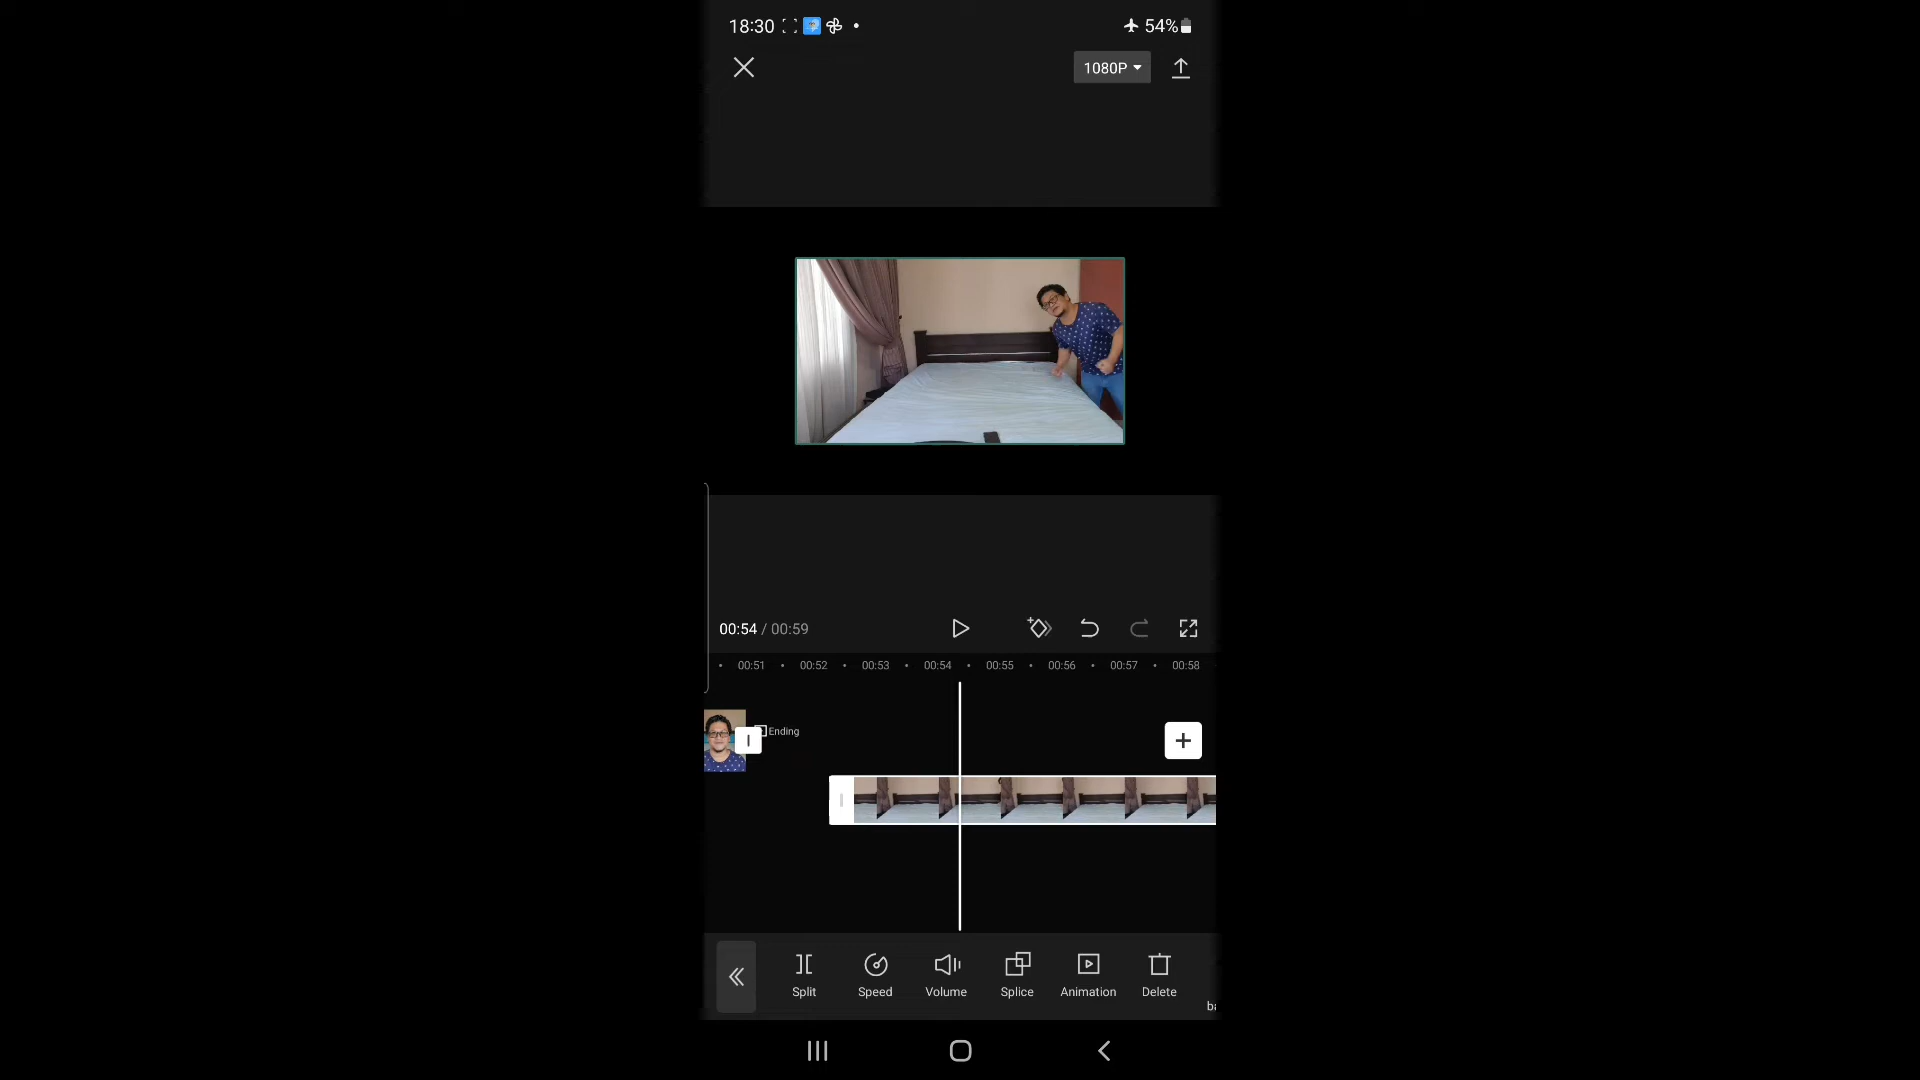 18:30 54%
1080P
00:54 / 00:59
00:51 00:52 00:53 00:54 00:55 00:56 00:57 00:58
Ending
Split Speed Volume Splice Animation Delete
ba